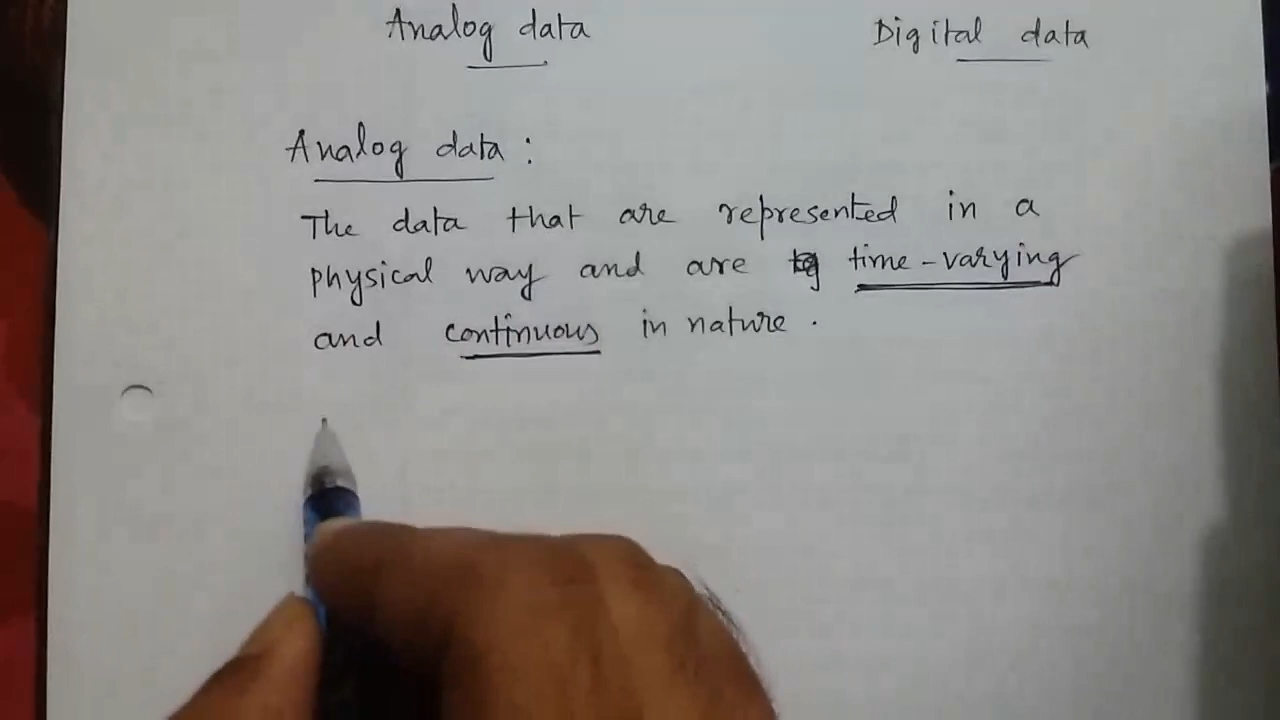 Analog data Digital data
Analog data :
The data that are represented in a
physical way and are time-varying
and continuous in nature .